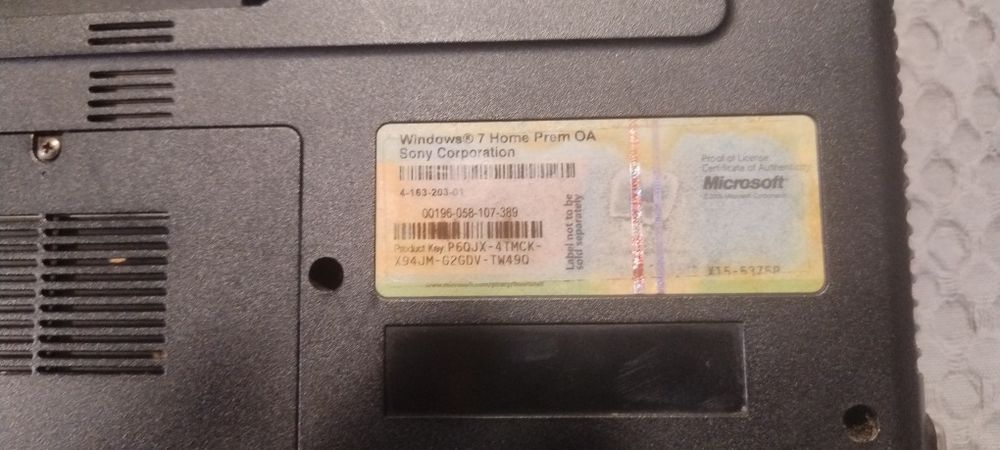 Windows® 7 Home Prem OA
Sony Corporation
4-163-203-01
00196-058-107-389
Product Key: P6QJX-4TMCK-
X94JM-G2GDV-TW49Q
Label not to be
sold separately
Proof of License
Certificate of Authenticity
Microsoft